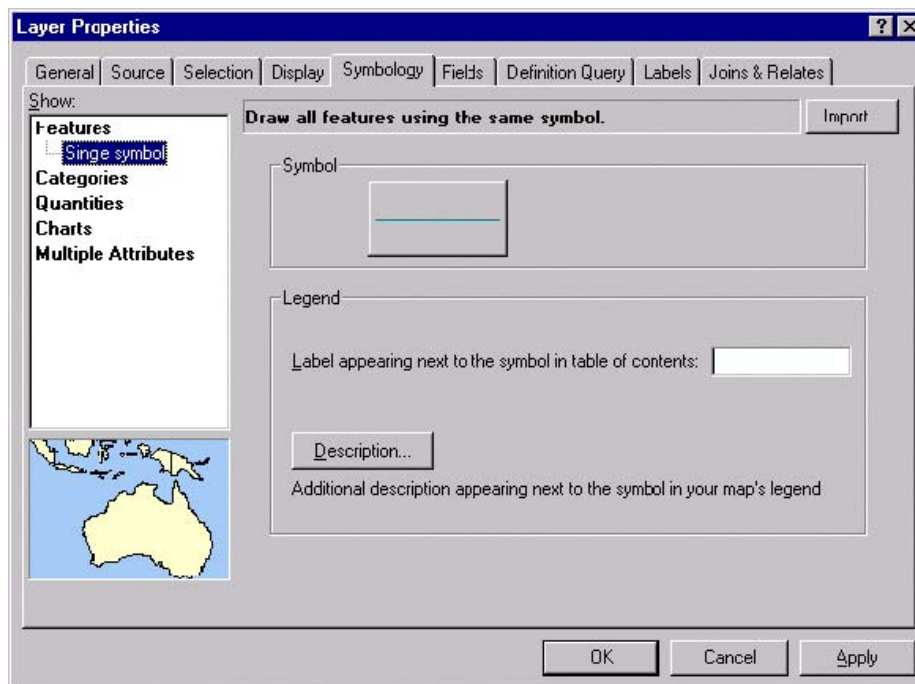 Layer Properties
General Source Selection Display Symbology Fields Definition Query Labels Joins & Relates
Show:
Features
Singe symbol
Categories
Quantities
Charts
Multiple Attributes
Draw all features using the same symbol.
Import
Symbol
Legend
Label appearing next to the symbol in table of contents:
Description...
Additional description appearing next to the symbol in your map's legend
OK Cancel Apply